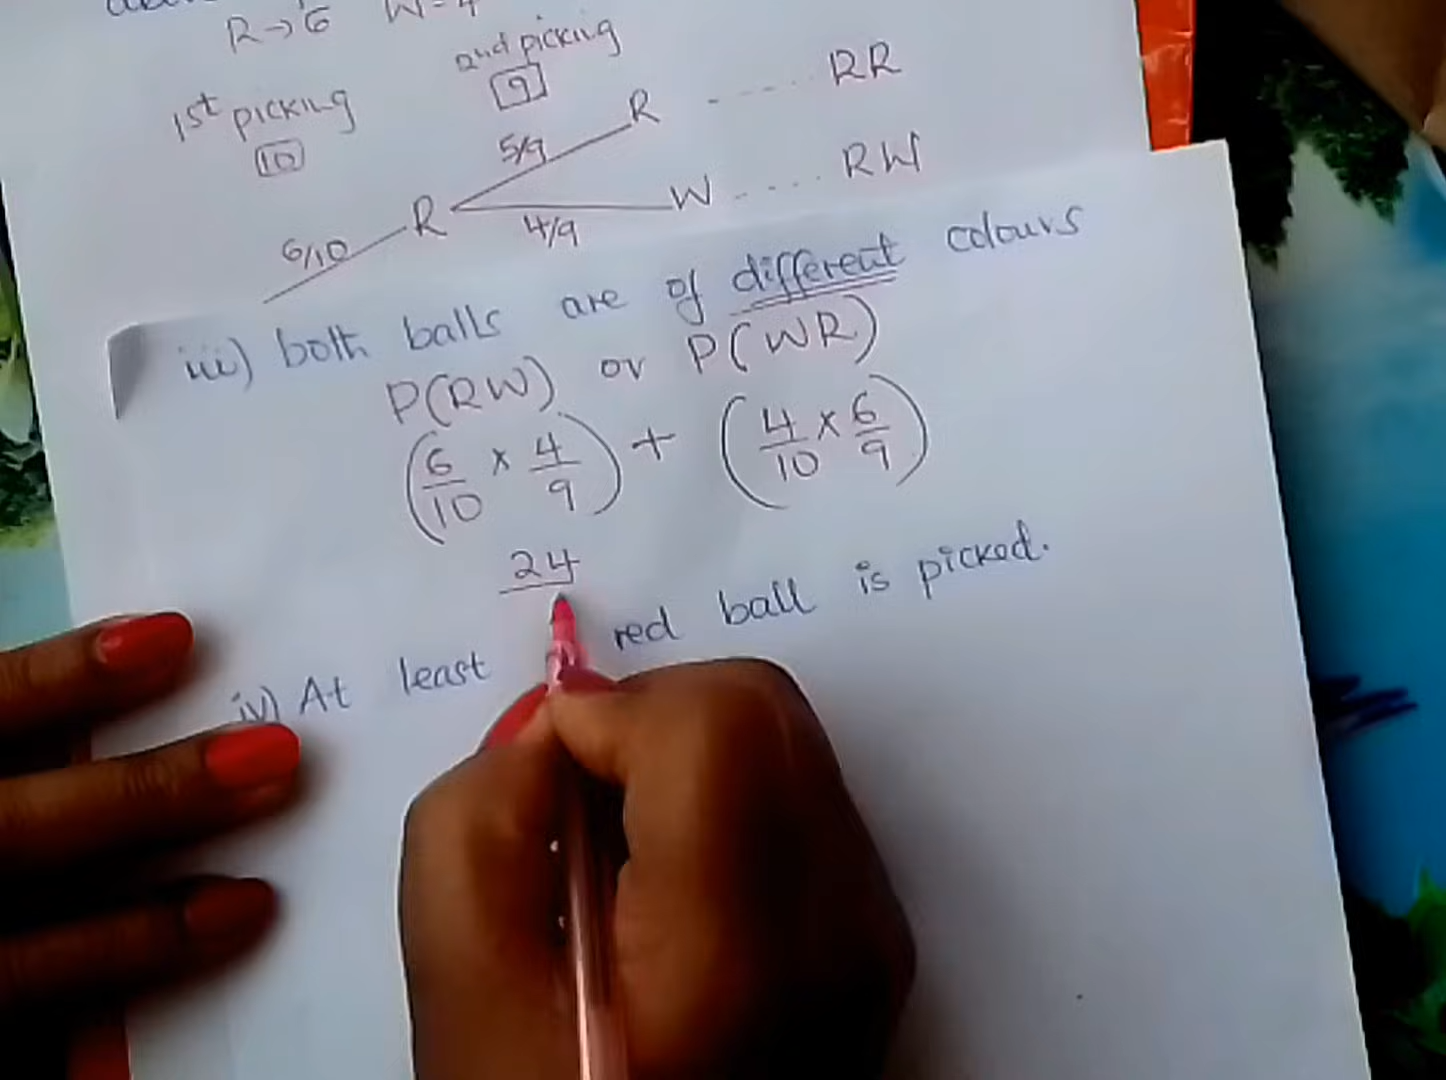 R→6 W=4
1st picking 2nd picking
10 9
5/9 R ...... RR
6/10 R 4/9 W ..... RW
iii) both balls are of different colours
P(RW) or P(WR)
(6/10 × 4/9) + (4/10 × 6/9)
24
iv) At least red ball is picked.